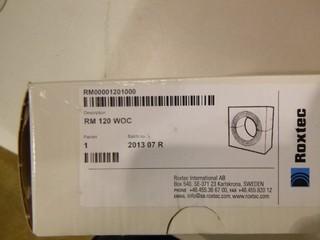 RM00001201000
Description
RM 120 WOC
Packet
Batch no.
1
2013 07 R
Roxtec
Roxtec International AB
Box 540, SE-371 23 Karlskrona, SWEDEN
PHONE +46.455.36 67 00, FAX +46.455.820 12
EMAIL info@se.roxtec.com, www.roxtec.com